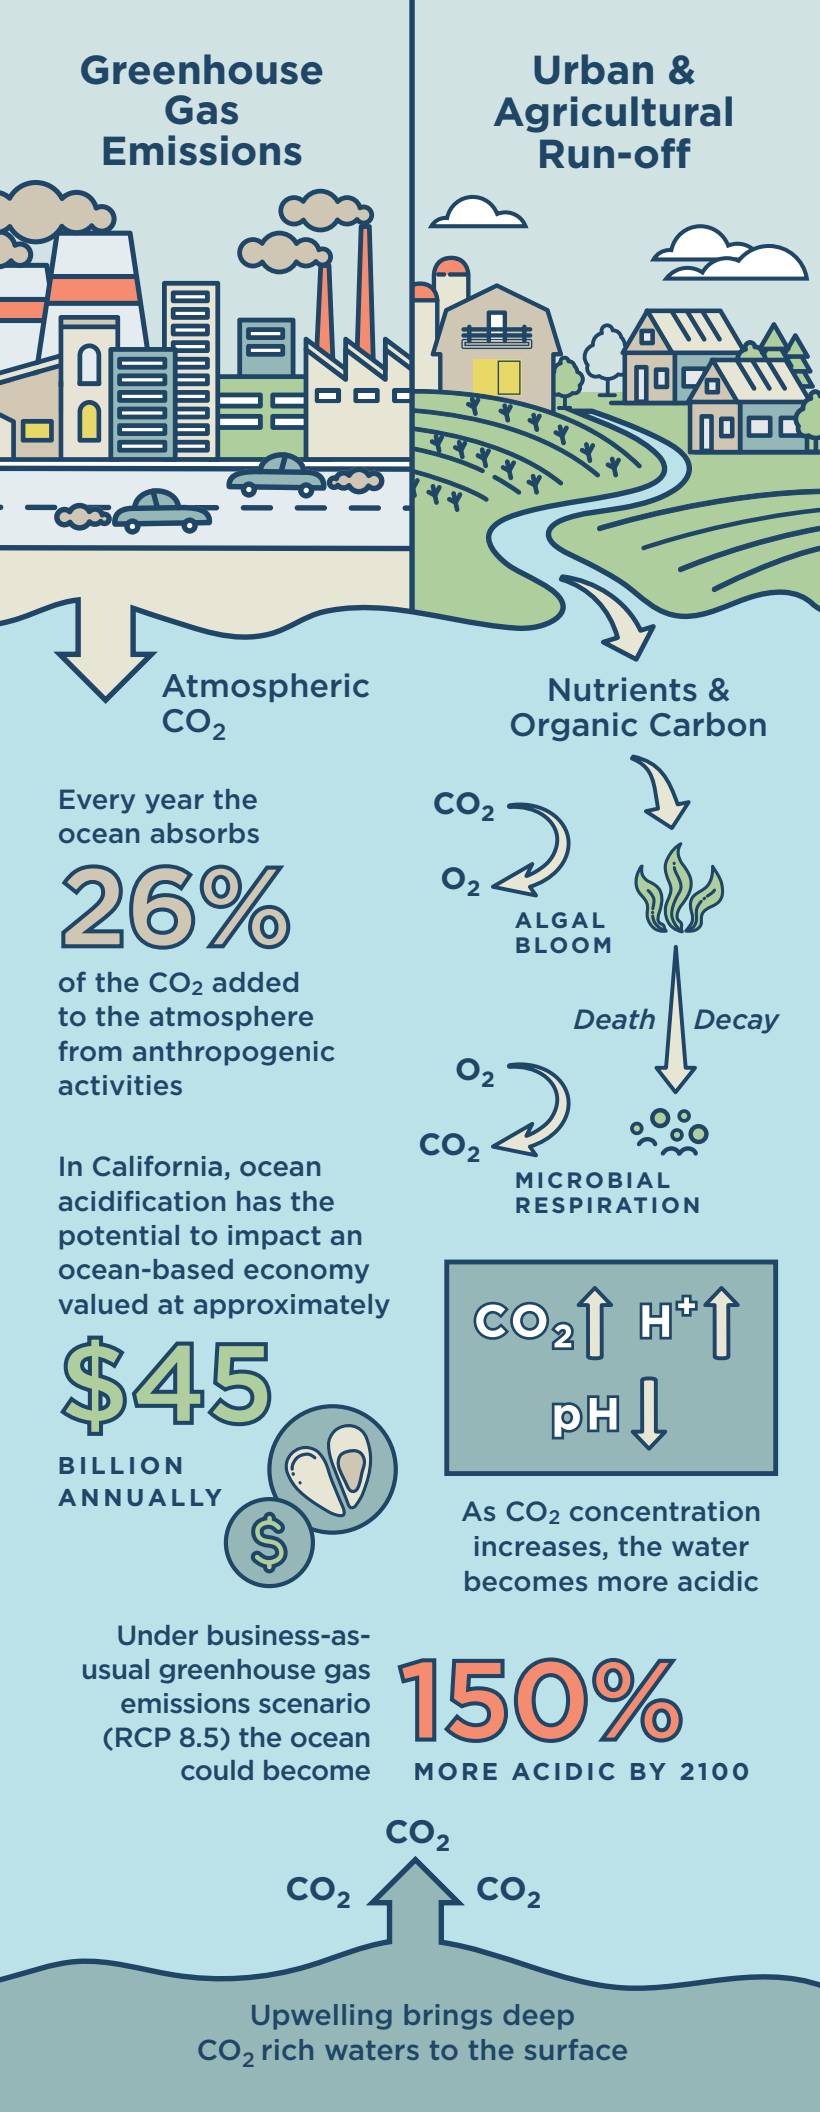 Greenhouse
Gas
Emissions
Urban &
Agricultural
Run-off
Atmospheric
CO₂
Every year the
ocean absorbs
26%
of the CO₂ added
to the atmosphere
from anthropogenic
activities
In California, ocean
acidification has the
potential to impact an
ocean-based economy
valued at approximately
$45
BILLION
ANNUALLY
$
Nutrients &
Organic Carbon
CO₂
O₂
ALGAL
BLOOM
Death Decay
O₂
CO₂
MICROBIAL
RESPIRATION
CO₂ H⁺
pH
As CO₂ concentration
increases, the water
becomes more acidic
Under business-as-
usual greenhouse gas
emissions scenario
(RCP 8.5) the ocean
could become
150%
MORE ACIDIC BY 2100
CO₂
CO₂ CO₂
Upwelling brings deep
CO₂ rich waters to the surface